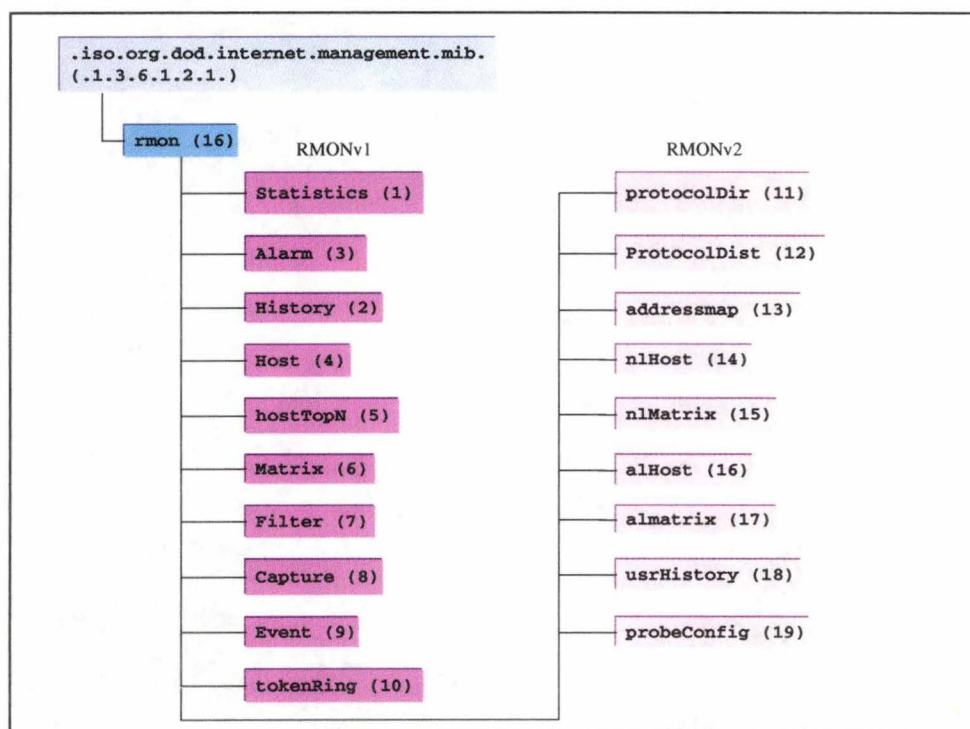 .iso.org.dod.internet.management.mib.
(.1.3.6.1.2.1.)
rmon (16)
RMONv1
Statistics (1)
Alarm (3)
History (2)
Host (4)
hostTopN (5)
Matrix (6)
Filter (7)
Capture (8)
Event (9)
tokenRing (10)
RMONv2
protocolDir (11)
ProtocolDist (12)
addressmap (13)
nlHost (14)
nlMatrix (15)
alHost (16)
almatrix (17)
usrHistory (18)
probeConfig (19)